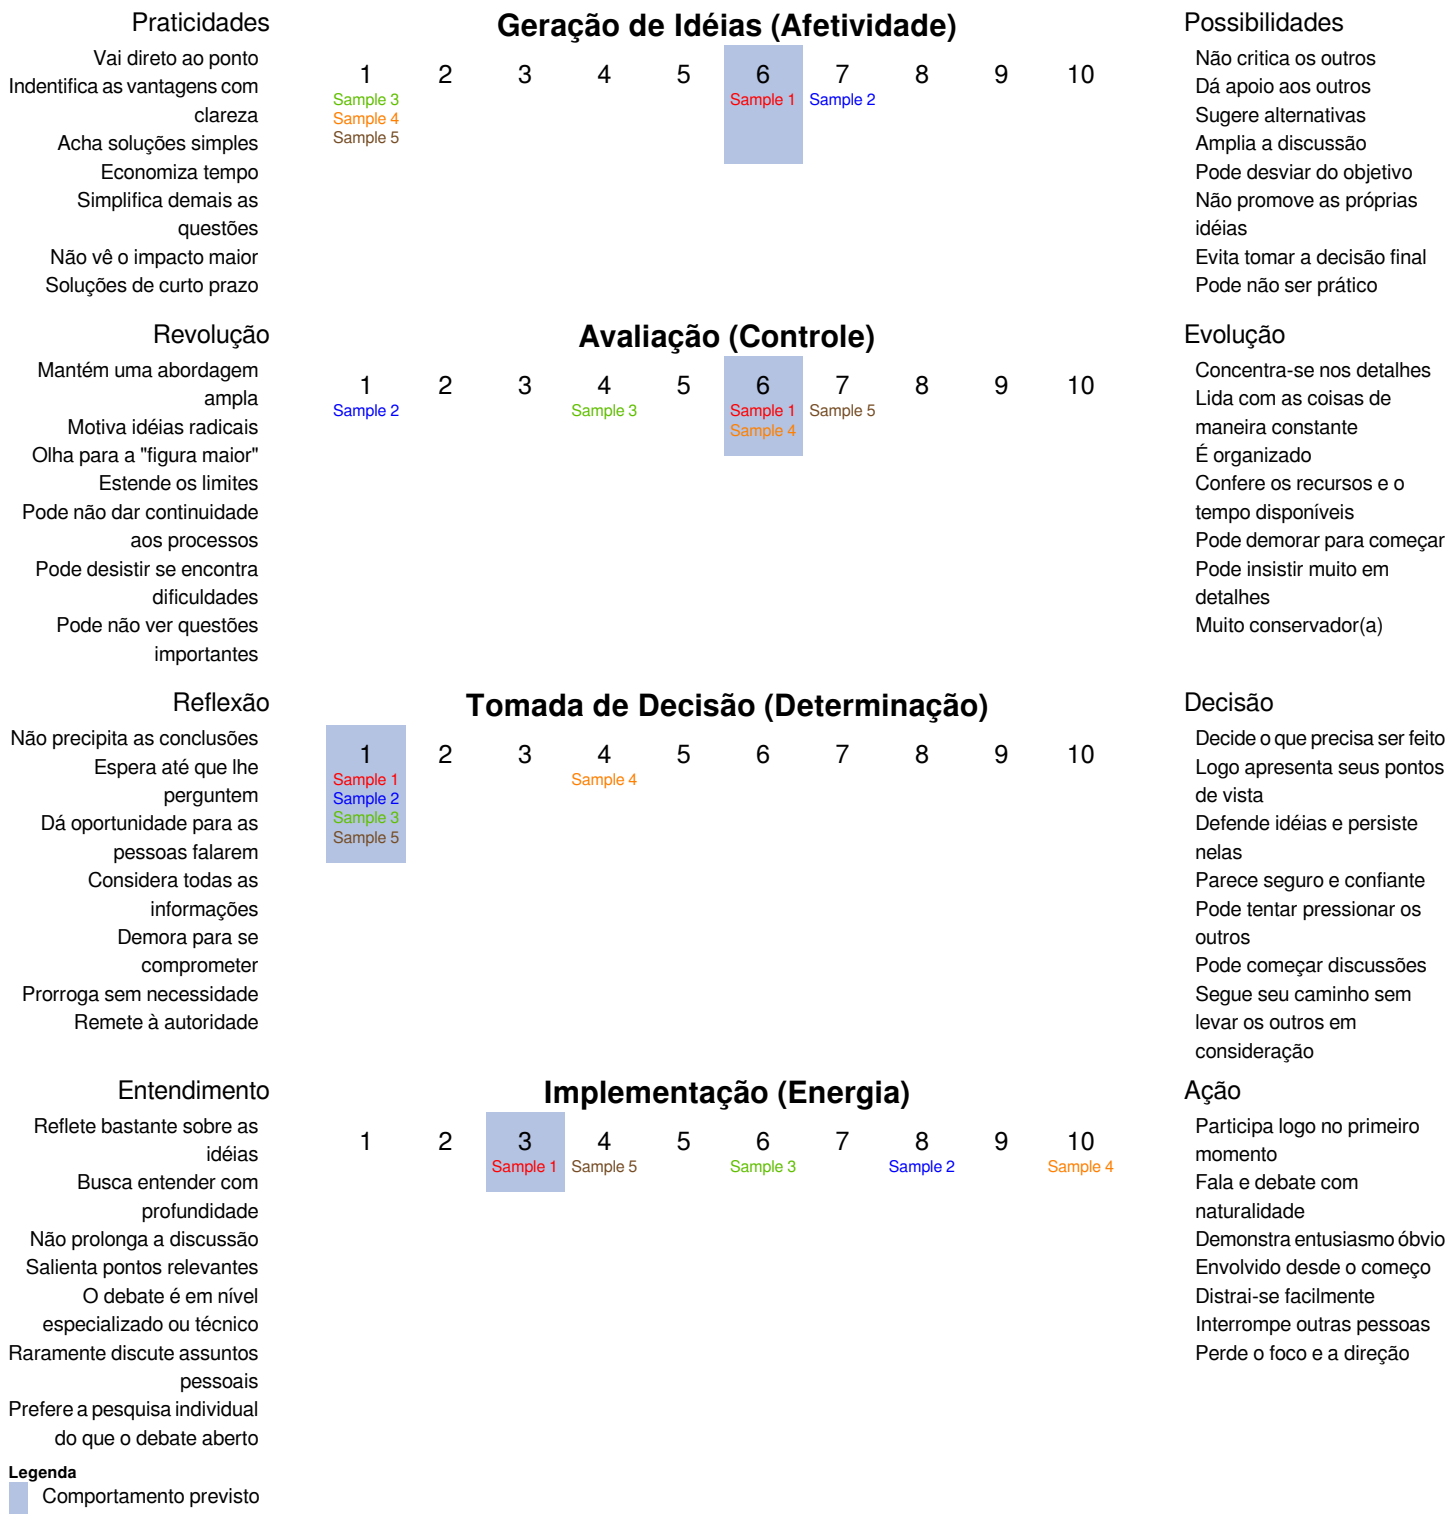 Praticidades
Vai direto ao ponto
Indentifica as vantagens com
clareza
Acha soluções simples
Economiza tempo
Simplifica demais as
questões
Não vê o impacto maior
Soluções de curto prazo
Geração de Idéias (Afetividade)
1 2 3 4 5 6 7 8 9 10
Sample 3 Sample 1 Sample 2
Sample 4
Sample 5
Possibilidades
Não critica os outros
Dá apoio aos outros
Sugere alternativas
Amplia a discussão
Pode desviar do objetivo
Não promove as próprias
idéias
Evita tomar a decisão final
Pode não ser prático
Revolução
Mantém uma abordagem
ampla
Motiva idéias radicais
Olha para a "figura maior"
Estende os limites
Pode não dar continuidade
aos processos
Pode desistir se encontra
dificuldades
Pode não ver questões
importantes
Avaliação (Controle)
1 2 3 4 5 6 7 8 9 10
Sample 2 Sample 3 Sample 1 Sample 5
Sample 4
Evolução
Concentra-se nos detalhes
Lida com as coisas de
maneira constante
É organizado
Confere os recursos e o
tempo disponíveis
Pode demorar para começar
Pode insistir muito em
detalhes
Muito conservador(a)
Reflexão
Não precipita as conclusões
Espera até que lhe
perguntem
Dá oportunidade para as
pessoas falarem
Considera todas as
informações
Demora para se
comprometer
Prorroga sem necessidade
Remete à autoridade
Tomada de Decisão (Determinação)
1 2 3 4 5 6 7 8 9 10
Sample 1 Sample 4
Sample 2
Sample 3
Sample 5
Decisão
Decide o que precisa ser feito
Logo apresenta seus pontos
de vista
Defende idéias e persiste
nelas
Parece seguro e confiante
Pode tentar pressionar os
outros
Pode começar discussões
Segue seu caminho sem
levar os outros em
consideração
Entendimento
Reflete bastante sobre as
idéias
Busca entender com
profundidade
Não prolonga a discussão
Salienta pontos relevantes
O debate é em nível
especializado ou técnico
Raramente discute assuntos
pessoais
Prefere a pesquisa individual
do que o debate aberto
Implementação (Energia)
1 2 3 4 5 6 7 8 9 10
Sample 1 Sample 5 Sample 3 Sample 2 Sample 4
Ação
Participa logo no primeiro
momento
Fala e debate com
naturalidade
Demonstra entusiasmo óbvio
Envolvido desde o começo
Distrai-se facilmente
Interrompe outras pessoas
Perde o foco e a direção
Legenda
Comportamento previsto